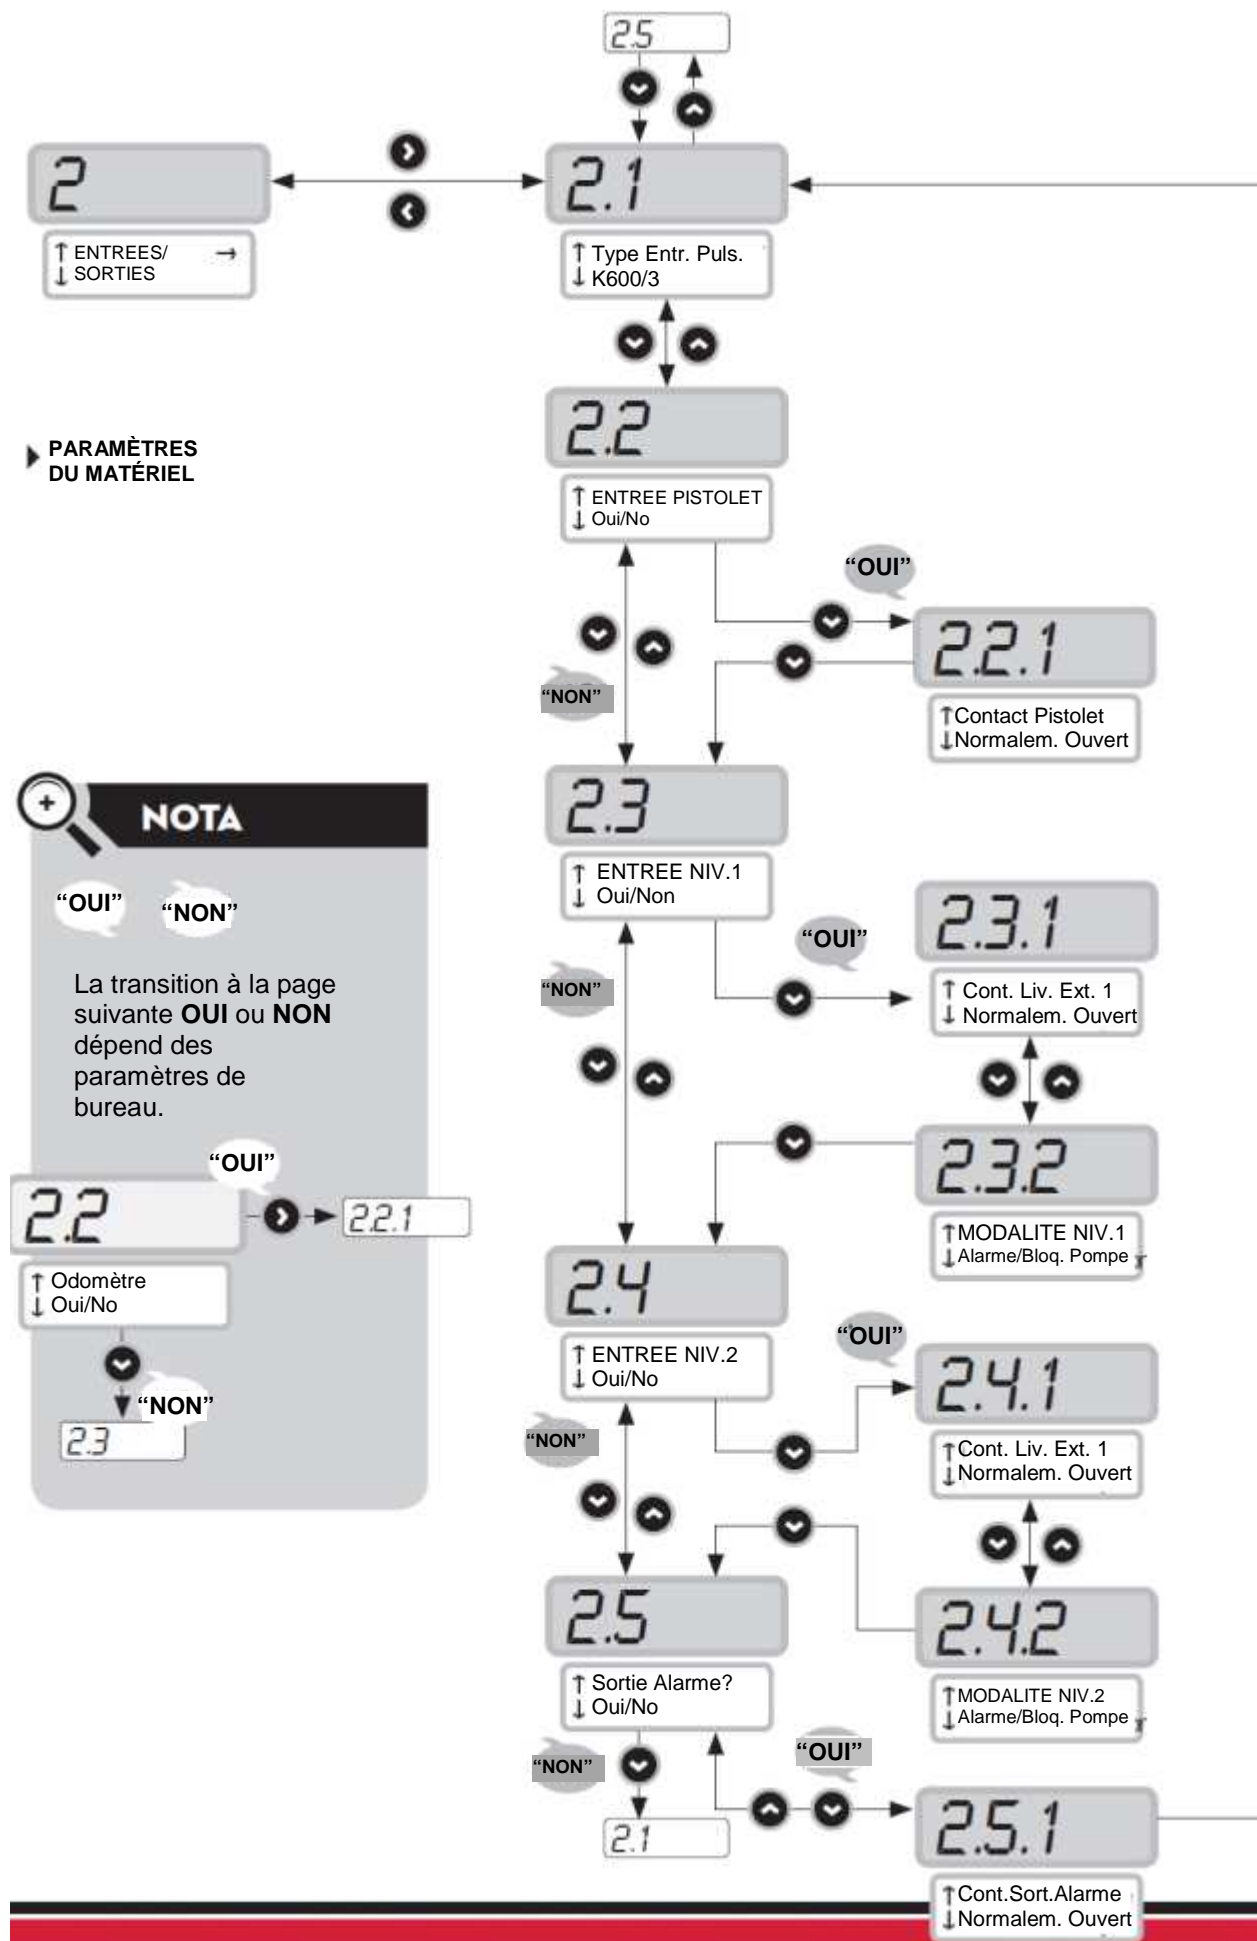 2.5
2
2.1
↑ ENTREES/ →
↓ SORTIES
↑ Type Entr. Puls.
↓ K600/3
2.2
PARAMÈTRES
DU MATÉRIEL
↑ ENTREE PISTOLET
↓ Oui/No
“OUI”
2.2.1
“NON”
↑Contact Pistolet
↓Normalem. Ouvert
2.3
NOTA
↑ ENTREE NIV.1
↓ Oui/Non
“OUI”
“NON”
“OUI”
2.3.1
La transition à la page
suivante OUI ou NON
dépend des
paramètres de
bureau.
“NON”
↑ Cont. Liv. Ext. 1
↓ Normalem. Ouvert
“OUI”
2.2
2.2.1
2.3.2
↑ Odomètre
↓ Oui/No
↑MODALITE NIV.1
↓Alarme/Bloq. Pompe
2.4
“NON”
2.3
↑ ENTREE NIV.2
↓ Oui/No
“OUI”
2.4.1
“NON”
↑Cont. Liv. Ext. 1
↓Normalem. Ouvert
2.5
2.4.2
↑ Sortie Alarme?
↓ Oui/No
↑MODALITE NIV.2
↓Alarme/Bloq. Pompe
“NON”
“OUI”
2.1
2.5.1
↑Cont.Sort.Alarme
↓Normalem. Ouvert